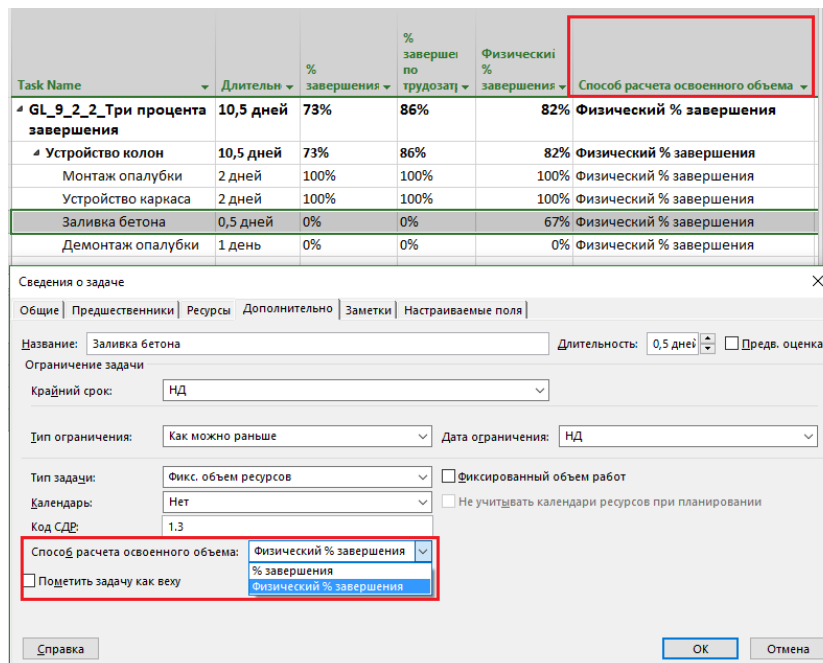 Task Name
Длительн
%
завершения
%
завершен
по
трудозат
Физический
%
завершения
Способ расчета освоенного объема
GL_9_2_2_Три процента
завершения
10,5 дней 73% 86% 82% Физический % завершения
Устройство колон 10,5 дней 73% 86% 82% Физический % завершения
Монтаж опалубки 2 дней 100% 100% 100% Физический % завершения
Устройство каркаса 2 дней 100% 100% 100% Физический % завершения
Заливка бетона 0,5 дней 0% 0% 67% Физический % завершения
Демонтаж опалубки 1 день 0% 0% 0% Физический % завершения
Сведения о задаче
Общие Предшественники Ресурсы Дополнительно Заметки Настраиваемые поля
Название: Заливка бетона Длительность: 0,5 дней Предв. оценка
Ограничение задачи
Крайний срок: НД
Тип ограничения: Как можно раньше Дата ограничения: НД
Тип задачи: Фикс. объем ресурсов Фиксированный объем работ
Календарь: Нет Не учитывать календари ресурсов при планировании
Код СДР: 1.3
Способ расчета освоенного объема: Физический % завершения
% завершения
Пометить задачу как веху Физический % завершения
Справка ОК Отмена